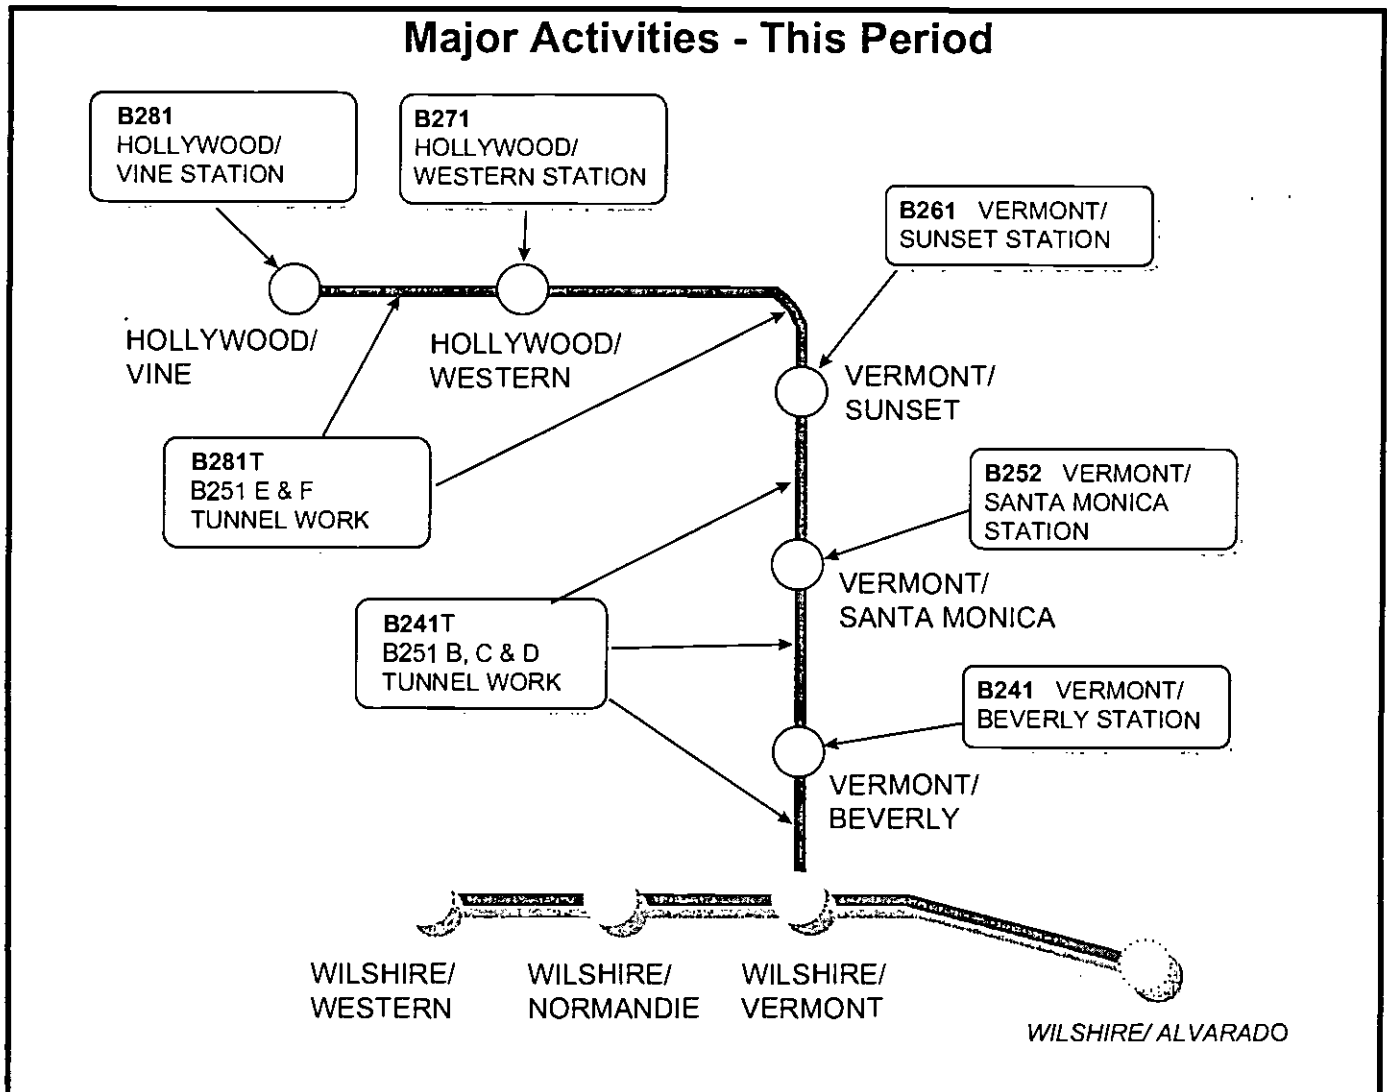 Major Activities - This Period
B281
HOLLYWOOD/
VINE STATION
B271
HOLLYWOOD/
WESTERN STATION
B261 VERMONT/
SUNSET STATION
HOLLYWOOD/
VINE
HOLLYWOOD/
WESTERN
VERMONT/
SUNSET
B281T
B251 E & F
TUNNEL WORK
B252 VERMONT/
SANTA MONICA
STATION
VERMONT/
SANTA MONICA
B241T
B251 B, C & D
TUNNEL WORK
B241 VERMONT/
BEVERLY STATION
VERMONT/
BEVERLY
WILSHIRE/
WESTERN
WILSHIRE/
NORMANDIE
WILSHIRE/
VERMONT
WILSHIRE/ ALVARADO